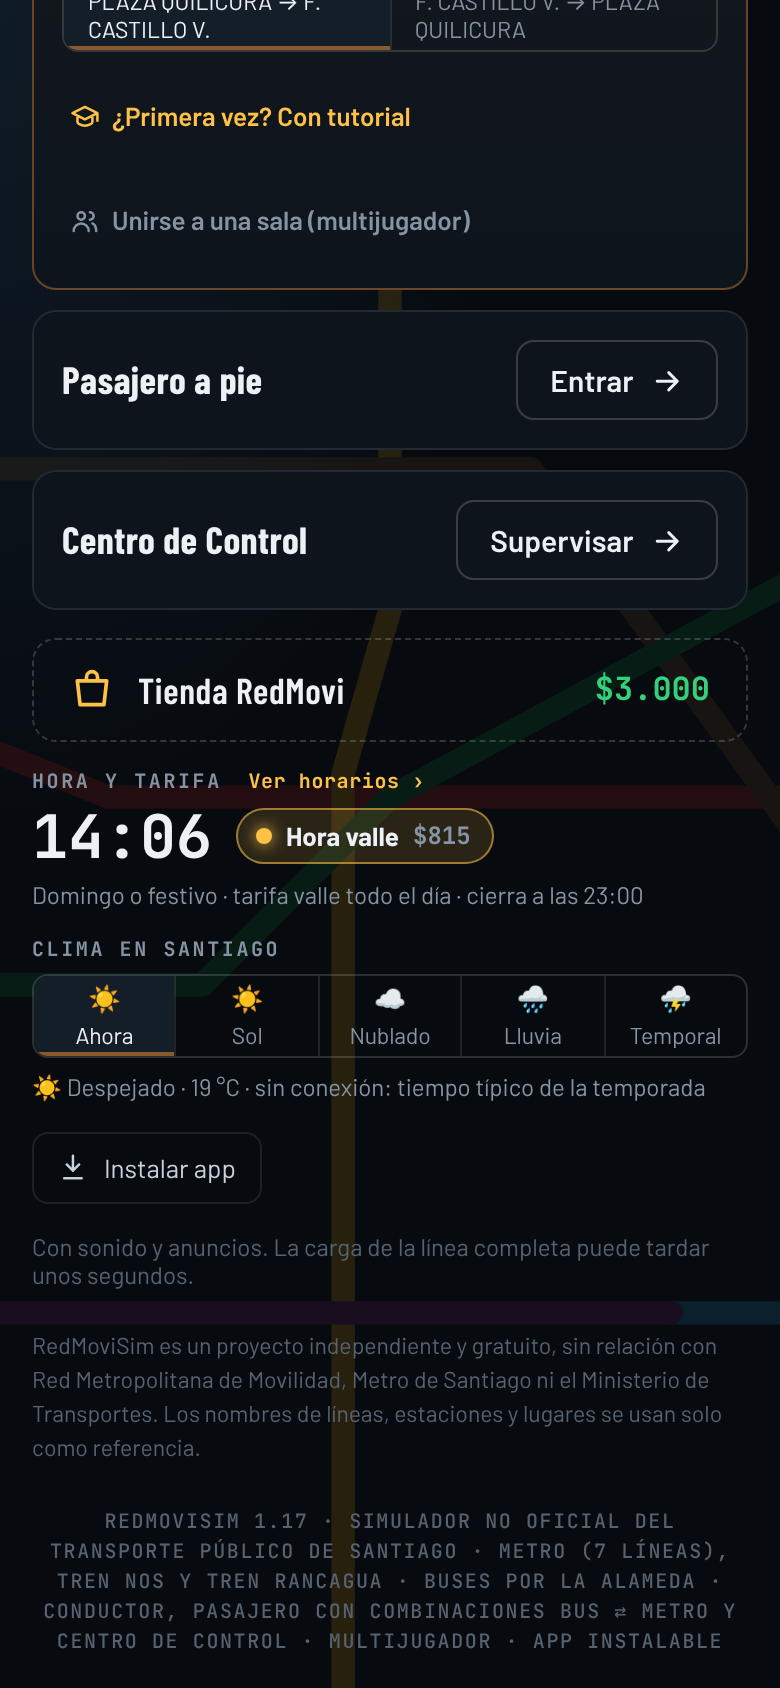 PLAZA QUILICURA → F.
CASTILLO V.
F. CASTILLO V. → PLAZA
QUILICURA
¿Primera vez? Con tutorial
Unirse a una sala (multijugador)
Pasajero a pie
Entrar →
Centro de Control
Supervisar →
Tienda RedMovi
$3.000
HORA Y TARIFA Ver horarios ›
14:06 Hora valle $815
Domingo o festivo · tarifa valle todo el día · cierra a las 23:00
CLIMA EN SANTIAGO
Ahora
Sol
Nublado
Lluvia
Temporal
Despejado · 19 °C · sin conexión: tiempo típico de la temporada
Instalar app
Con sonido y anuncios. La carga de la línea completa puede tardar
unos segundos.
RedMoviSim es un proyecto independiente y gratuito, sin relación con
Red Metropolitana de Movilidad, Metro de Santiago ni el Ministerio de
Transportes. Los nombres de líneas, estaciones y lugares se usan solo
como referencia.
REDMOVISIM 1.17 · SIMULADOR NO OFICIAL DEL
TRANSPORTE PÚBLICO DE SANTIAGO · METRO (7 LÍNEAS),
TREN NOS Y TREN RANCAGUA · BUSES POR LA ALAMEDA ·
CONDUCTOR, PASAJERO CON COMBINACIONES BUS ⇄ METRO Y
CENTRO DE CONTROL · MULTIJUGADOR · APP INSTALABLE